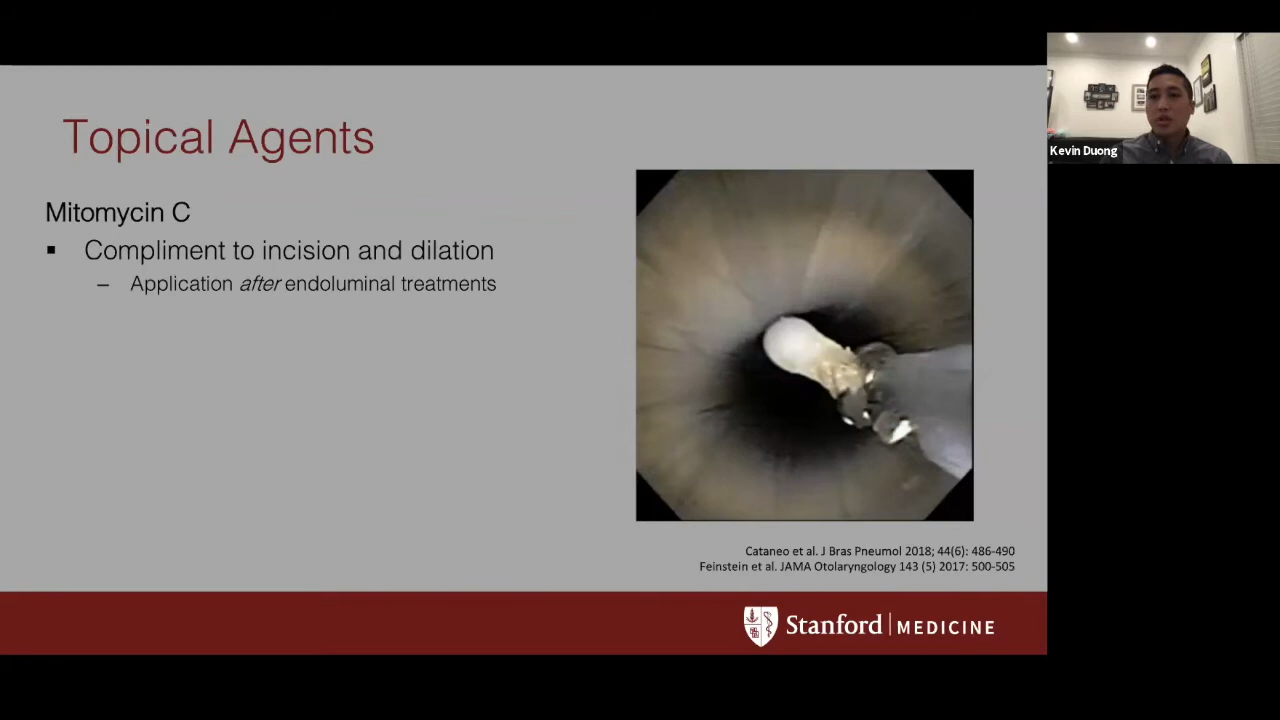 Topical Agents
Mitomycin C
▪ Compliment to incision and dilation
– Application after endoluminal treatments
Cataneo et al. J Bras Pneumol 2018; 44(6): 486-490
Feinstein et al. JAMA Otolaryngology 143 (5) 2017: 500-505
Stanford MEDICINE
Kevin Duong